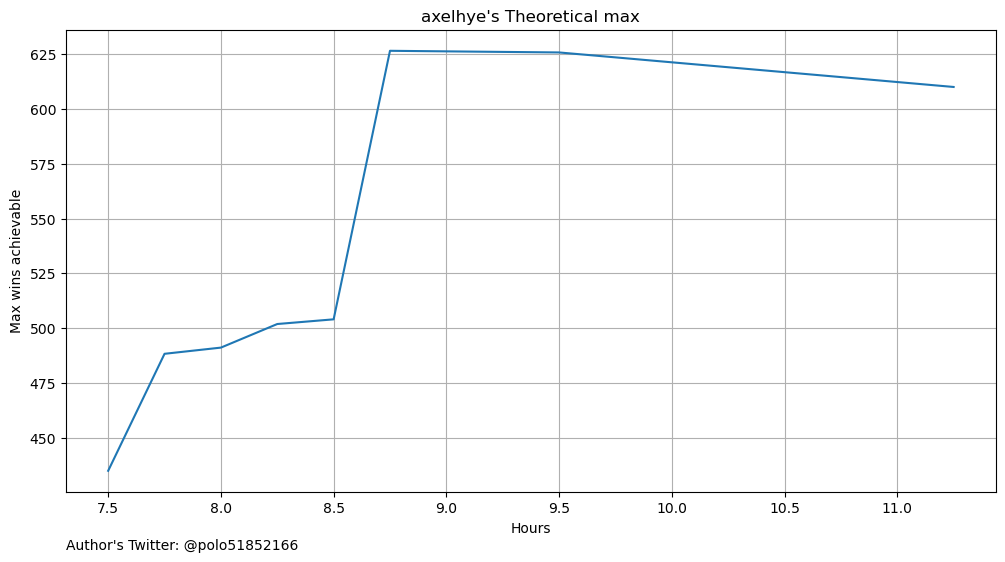 axelhye's Theoretical max
625
600
575
550
525
500
475
450
Max wins achievable
7.5 8.0 8.5 9.0 9.5 10.0 10.5 11.0
Hours
Author's Twitter: @polo51852166